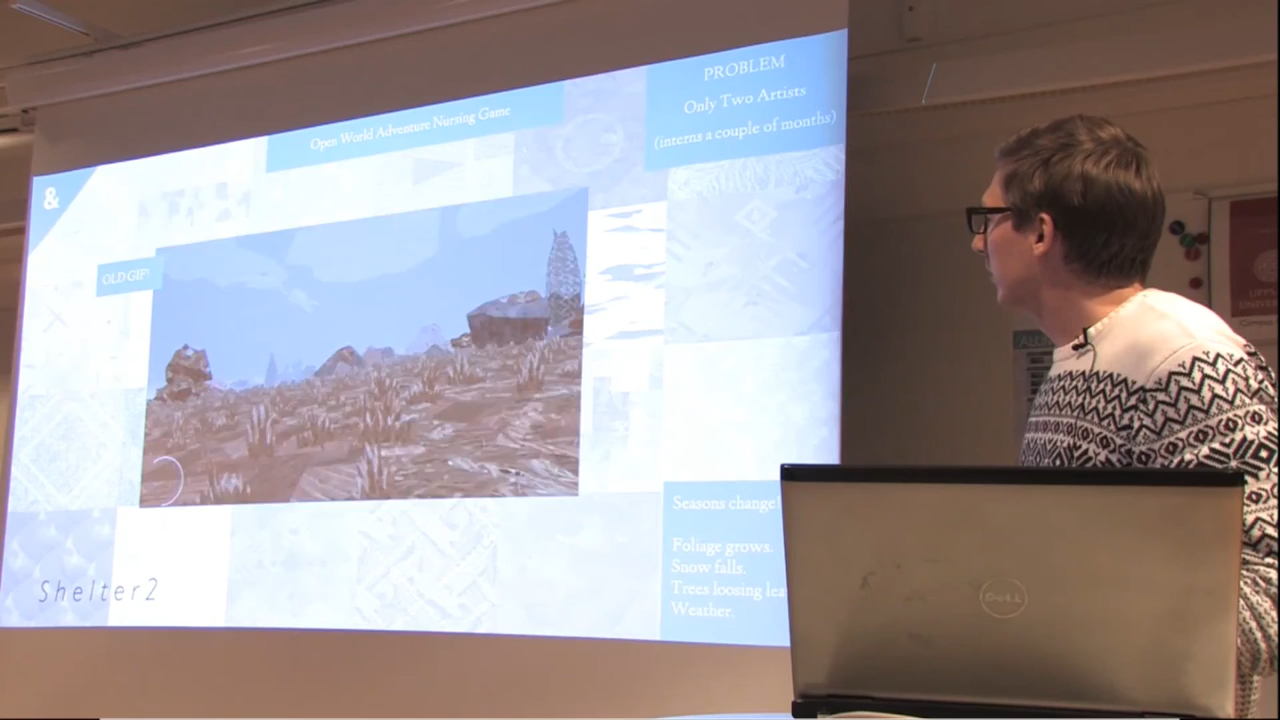 PROBLEM
Only Two Artists
(interns a couple of months)
Open World Adventure Nursing Game
&
OLD GIF!
Seasons change
Foliage grows.
Snow falls.
Trees loosing lea
Weather.
Shelter2
DELL